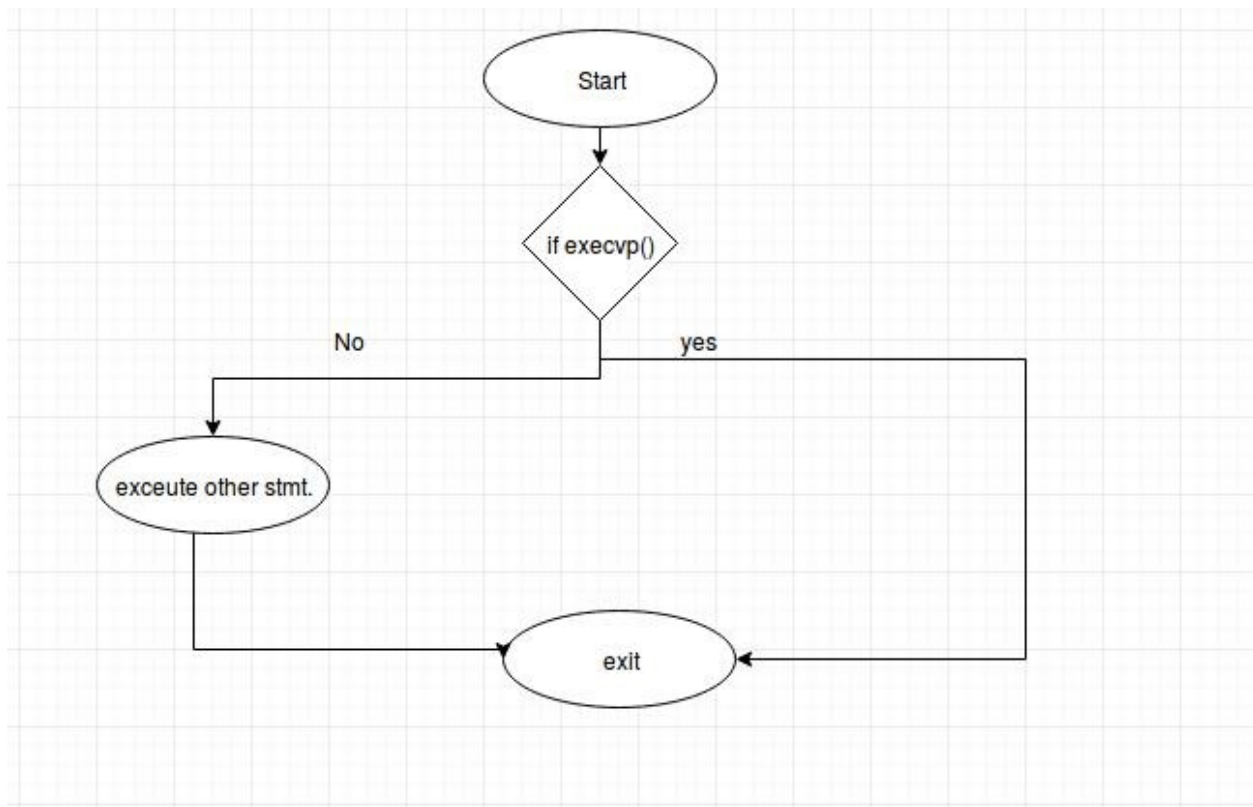 Start
if execvp()
No
yes
exceute other stmt.
exit